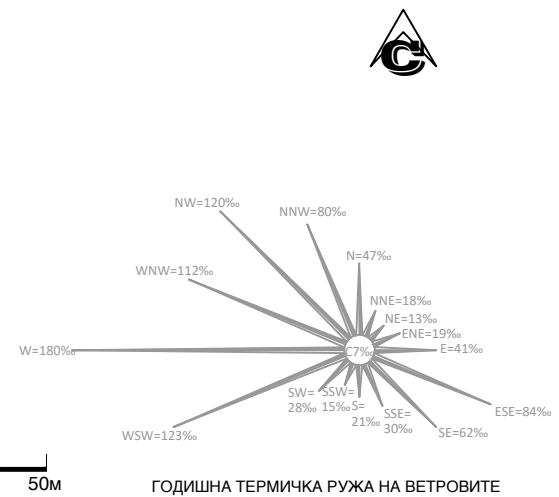 С
NW=120‰
NNW=80‰
N=47‰
WNW=112‰
NNE=18‰
NE=13‰
ENE=19‰
W=180‰
C7‰
E=41‰
SW=
28‰
SSW=
15‰
S=
21‰
SSE=
30‰
ESE=84‰
WSW=123‰
SE=62‰
50м
ГОДИШНА ТЕРМИЧКА РУЖА НА ВЕТРОВИТЕ